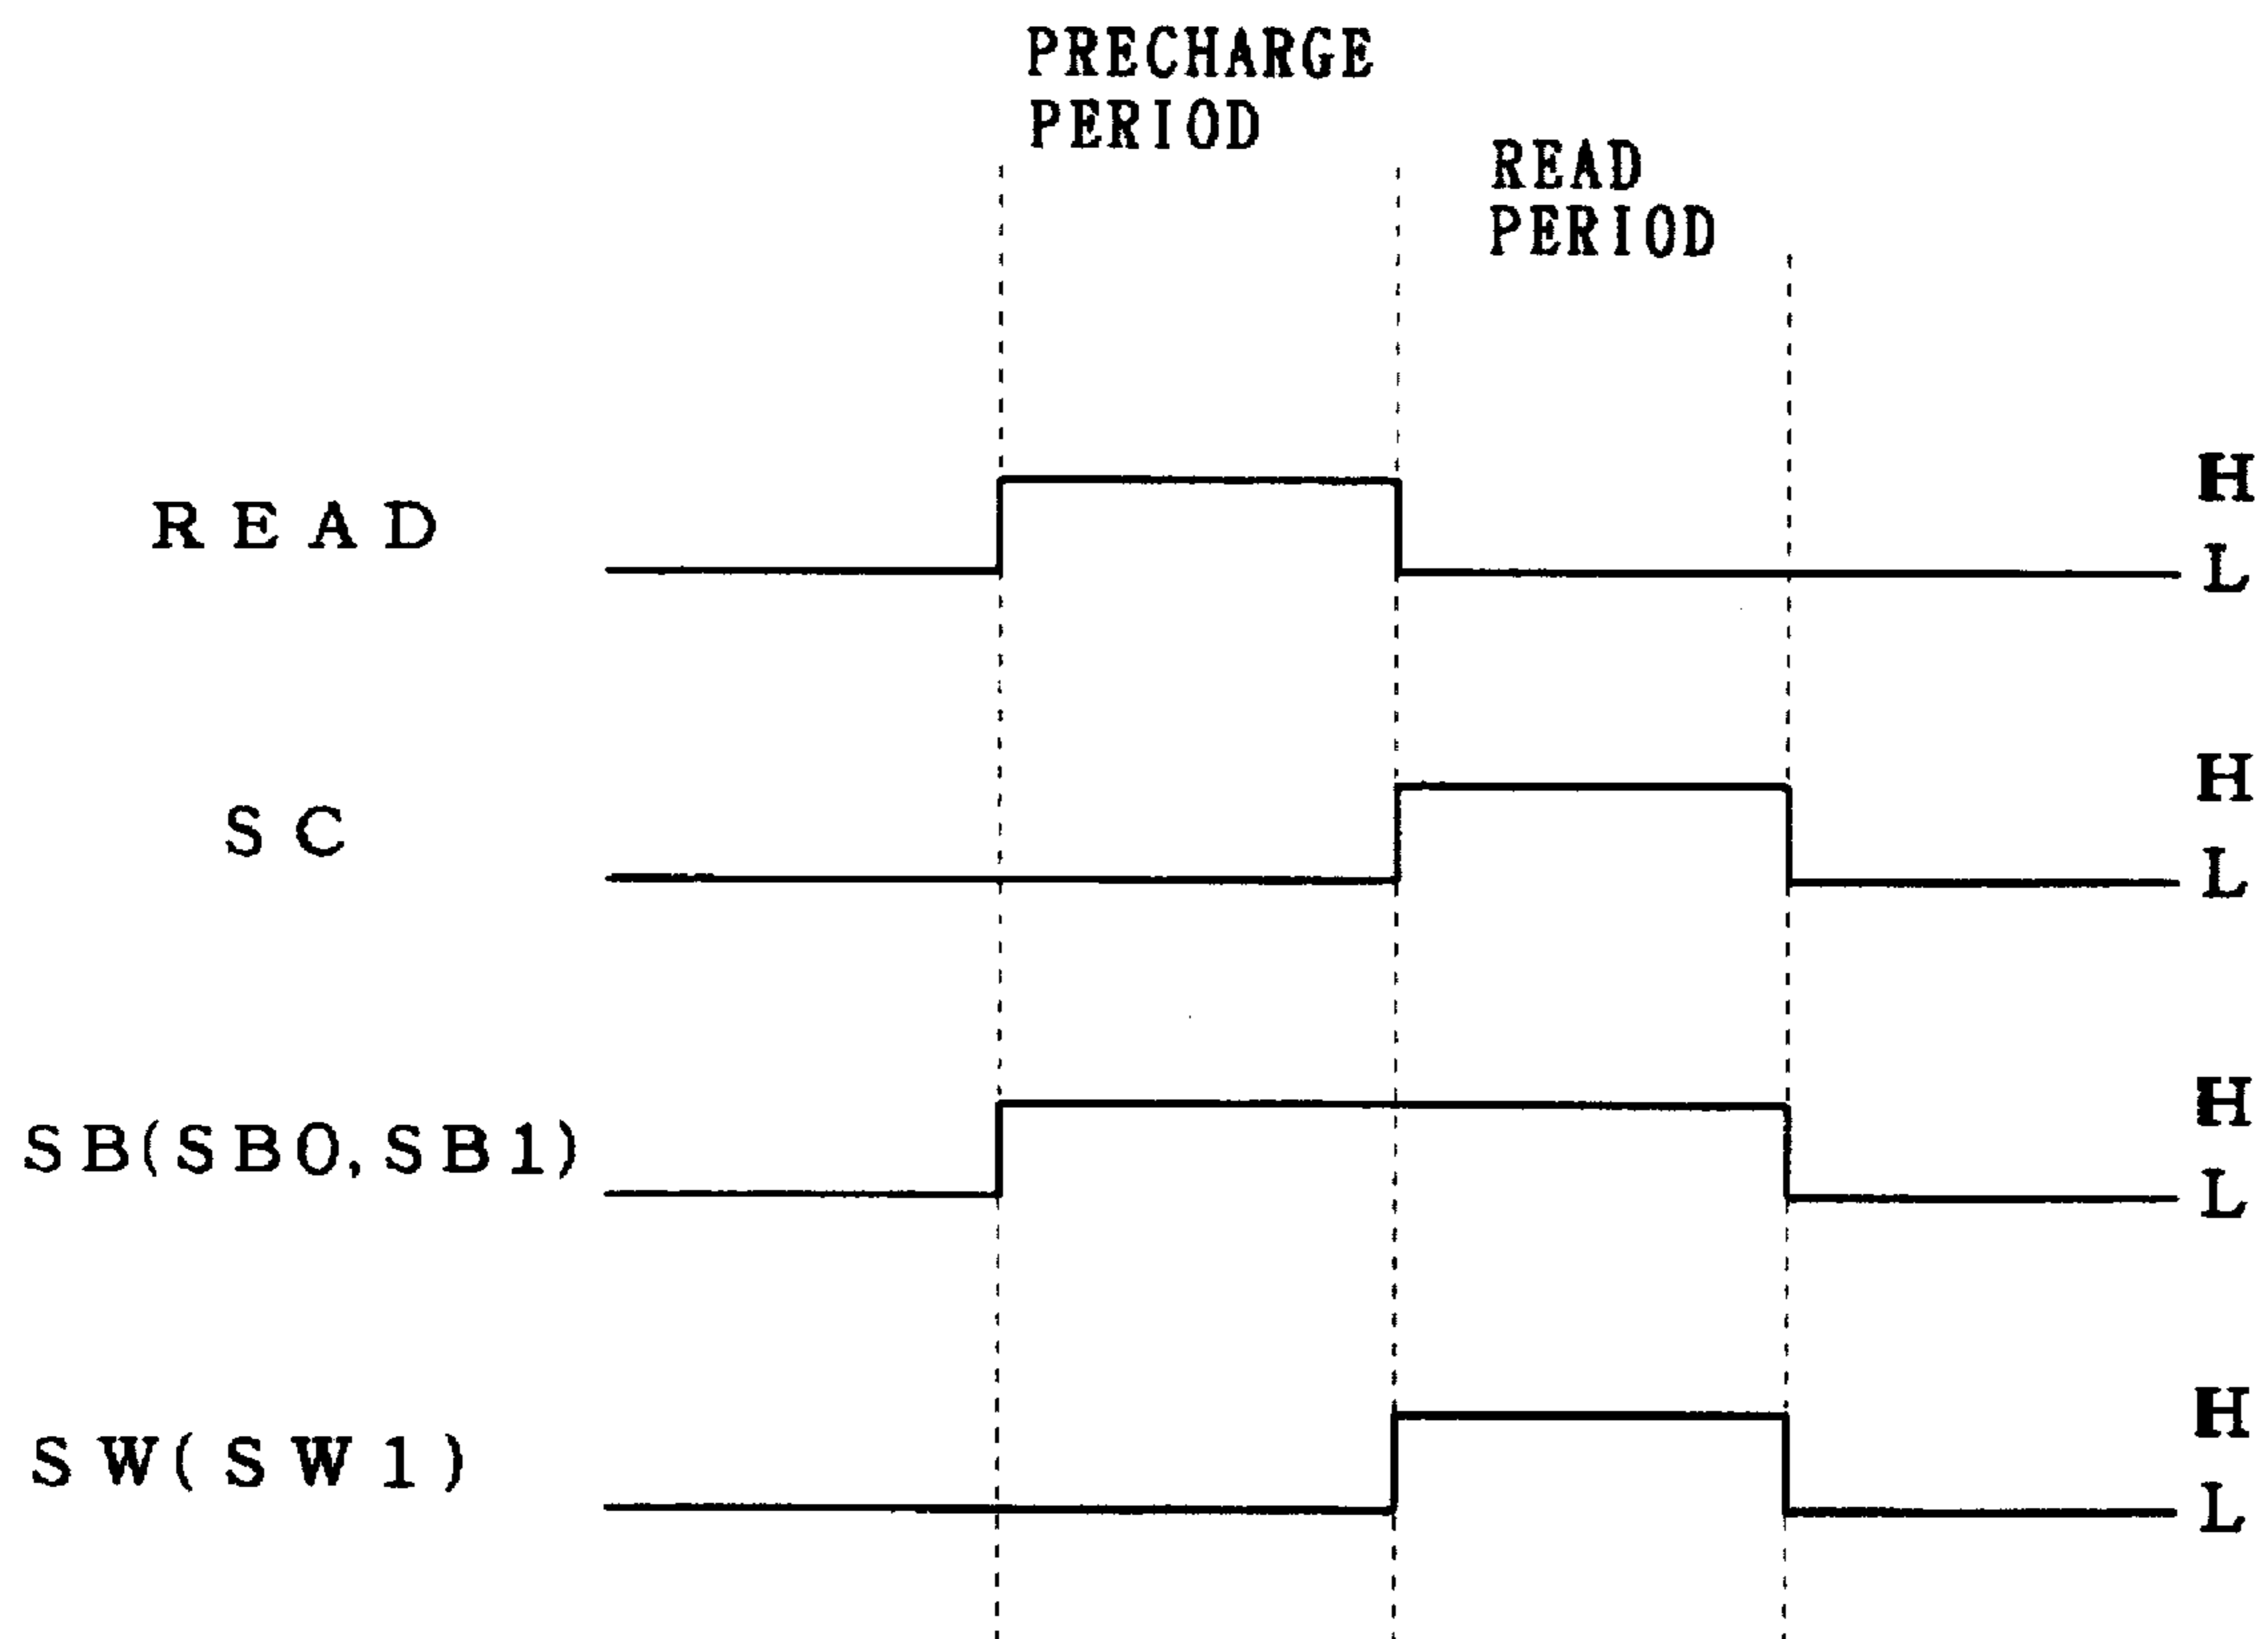 PRECHARGE
PERIOD
READ
PERIOD
READ
H
L
SC
H
L
SB(SB0,SB1)
H
L
SW(SW1)
H
L